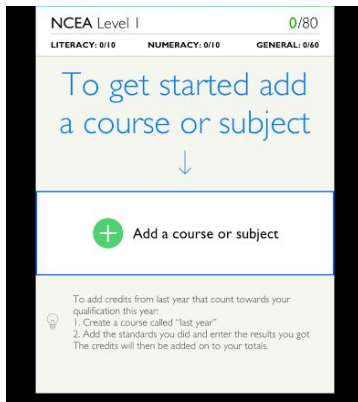 NCEA Level 1 0/80
LITERACY: 0/10 NUMERACY: 0/10 GENERAL: 0/60
To get started add
a course or subject
Add a course or subject
To add credits from last year that count towards your
qualification this year:
1. Create a course called "last year"
2. Add the standards you did and enter the results you got
The credits will then be added on to your totals.